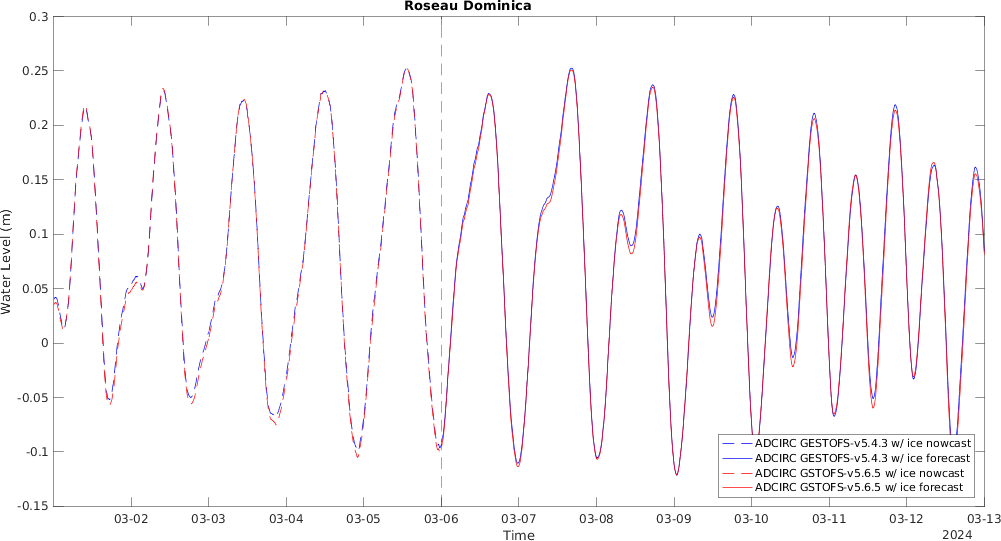 Roseau Dominica
0.3
0.25
0.2
0.15
0.1
0.05
0
-0.05
-0.1
-0.15
Water Level (m)
ADCIRC GESTOFS-v5.4.3 w/ ice nowcast
ADCIRC GESTOFS-v5.4.3 w/ ice forecast
ADCIRC GSTOFS-v5.6.5 w/ ice nowcast
ADCIRC GSTOFS-v5.6.5 w/ ice forecast
03-02 03-03 03-04 03-05 03-06 03-07 03-08 03-09 03-10 03-11 03-12 03-13
Time
2024